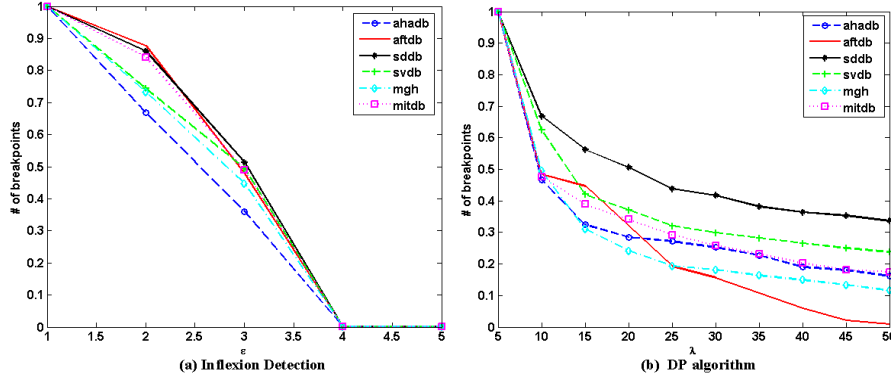 ahadb
aftdb
sddb
svdb
mgh
mitdb
# of breakpoints
1
0.9
0.8
0.7
0.6
0.5
0.4
0.3
0.2
0.1
0
1 1.5 2 2.5 3 3.5 4 4.5 5
ε
(a) Inflexion Detection
ahadb
aftdb
sddb
svdb
mgh
mitdb
# of breakpoints
1
0.9
0.8
0.7
0.6
0.5
0.4
0.3
0.2
0.1
0
5 10 15 20 25 30 35 40 45 50
λ
(b) DP algorithm